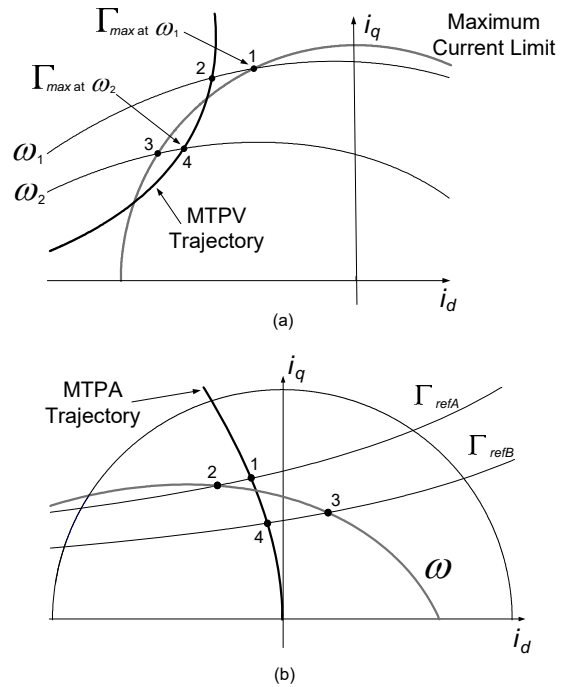 Γmax at ω1
iq
Maximum
Current Limit
1
2
Γmax at ω2
ω1
3
4
ω2
MTPV
Trajectory
id
(a)
iq
MTPA
Trajectory
ΓrefA
ΓrefB
1
2
3
4
ω
id
(b)